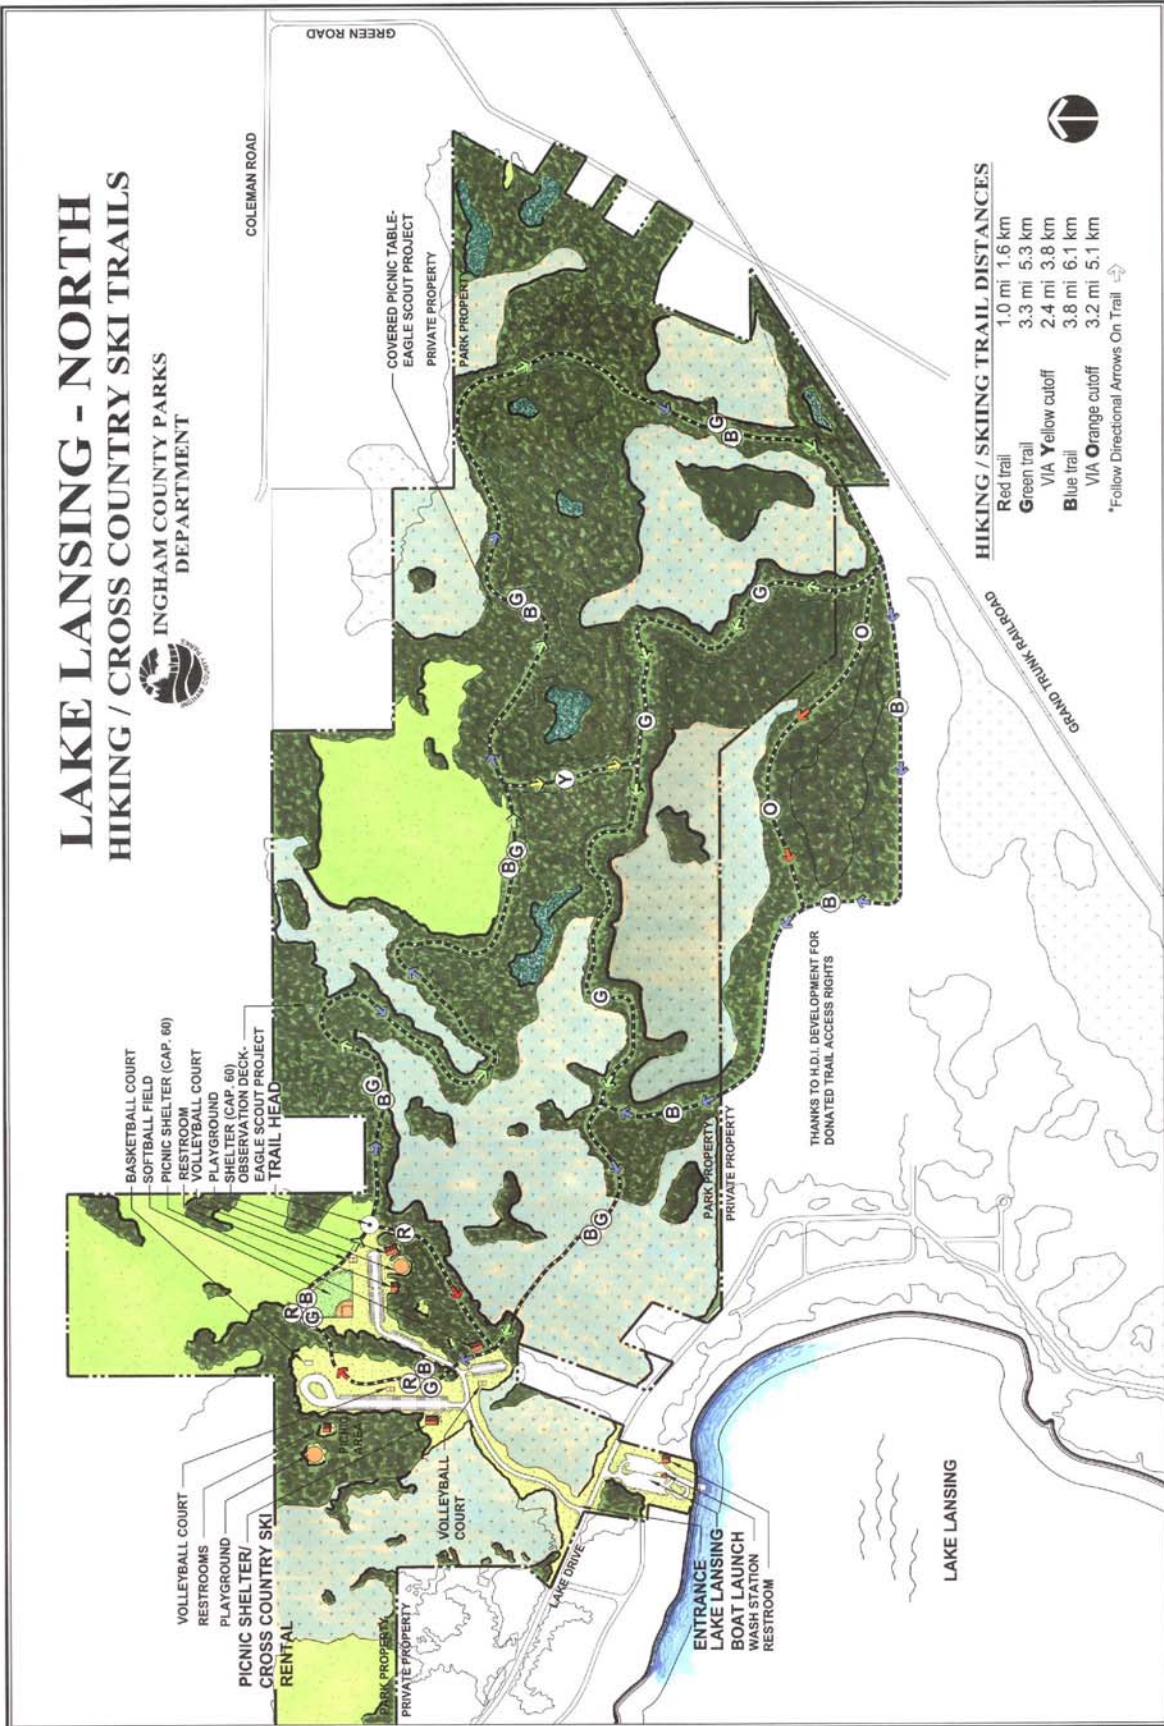 LAKE LANSING - NORTH
HIKING / CROSS COUNTRY SKI TRAILS
INGHAM COUNTY PARKS
DEPARTMENT
COLEMAN ROAD
GREEN ROAD
BASKETBALL COURT
SOFTBALL FIELD
PICNIC SHELTER (CAP. 60)
RESTROOM
VOLLEYBALL COURT
PLAYGROUND
SHELTER (CAP. 60)
OBSERVATION DECK-
EAGLE SCOUT PROJECT
TRAIL HEAD
COVERED PICNIC TABLE-
EAGLE SCOUT PROJECT
PRIVATE PROPERTY
PARK PROPERT
VOLLEYBALL COURT
RESTROOMS
PLAYGROUND
PICNIC SHELTER/
CROSS COUNTRY SKI
RENTAL
PICNIC
AREA
VOLLEYBALL
COURT
PARK PROPERTY
PRIVATE PROPERTY
R
B
G
R
B
G
R
B
G
B
G
Y
B
G
G
B
G
G
G
O
O
B
B
B
B
G
PARK PROPERTY
PRIVATE PROPERTY
THANKS TO H.D.I. DEVELOPMENT FOR
DONATED TRAIL ACCESS RIGHTS
LAKE DRIVE
ENTRANCE
LAKE LANSING
BOAT LAUNCH
WASH STATION
RESTROOM
LAKE LANSING
GRAND TRUNK RAILROAD
HIKING / SKIING TRAIL DISTANCES
Red trail 1.0 mi 1.6 km
Green trail 3.3 mi 5.3 km
VIA Yellow cutoff 2.4 mi 3.8 km
Blue trail 3.8 mi 6.1 km
VIA Orange cutoff 3.2 mi 5.1 km
*Follow Directional Arrows On Trail